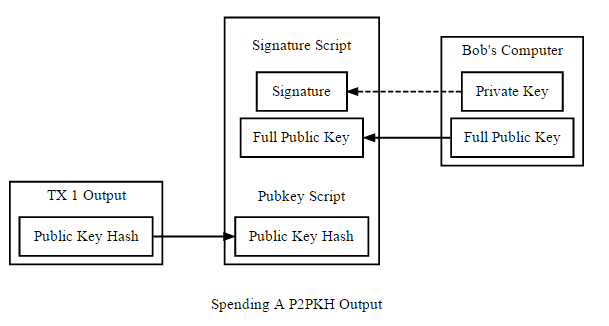 Signature Script
Bob's Computer
Signature
Private Key
Full Public Key
Full Public Key
TX 1 Output
Pubkey Script
Public Key Hash
Public Key Hash
Spending A P2PKH Output